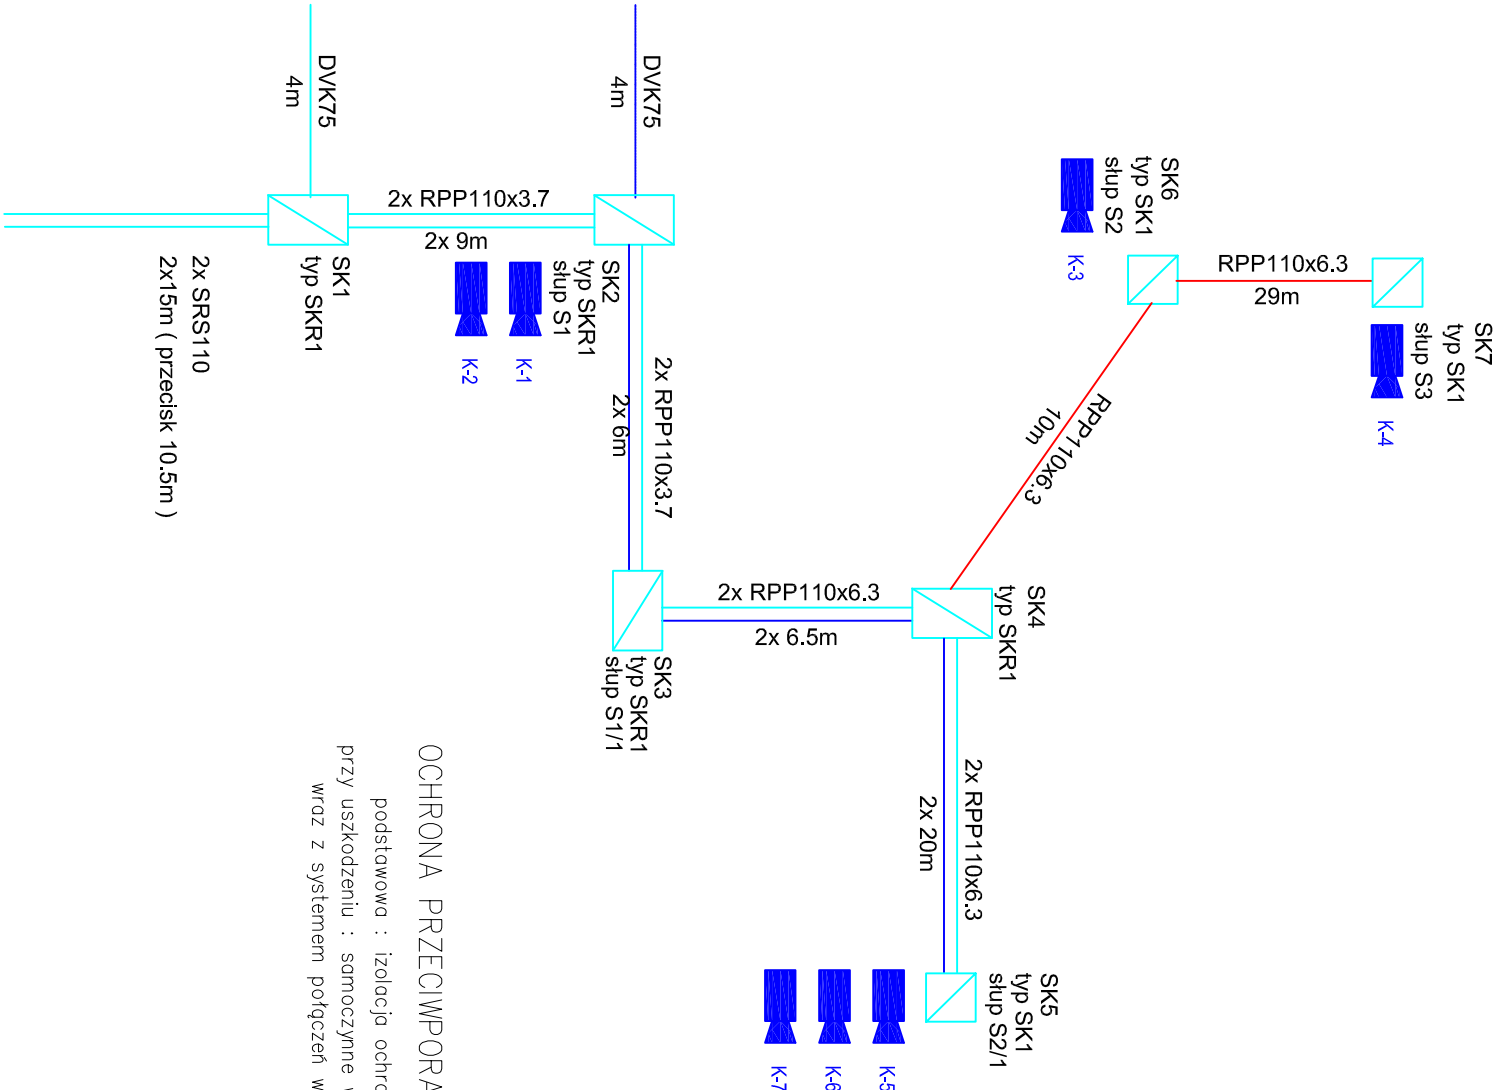 DVK75
4m
DVK75
4m
SK6
typ SK1
słup S2
K-3
RPP110x6.3
29m
SK7
typ SK1
słup S3
K-4
2x RPP110x3.7
2x 9m
SK1
typ SKR1
2x SRS110
2x15m ( przecisk 10.5m )
SK2
typ SKR1
słup S1
K-1
K-2
2x RPP110x3.7
2x 6m
RPP110x6.3
10m
SK4
typ SKR1
2x RPP110x6.3
2x 6.5m
SK3
typ SKR1
słup S1/1
2x RPP110x6.3
2x 20m
SK5
typ SK1
słup S2/1
K-5
K-6
K-7
OCHRONA PRZECIWPORA
podstawowa : izolacja ochro
przy uszkodzeniu : samoczynne w
wraz z systemem połączeń w